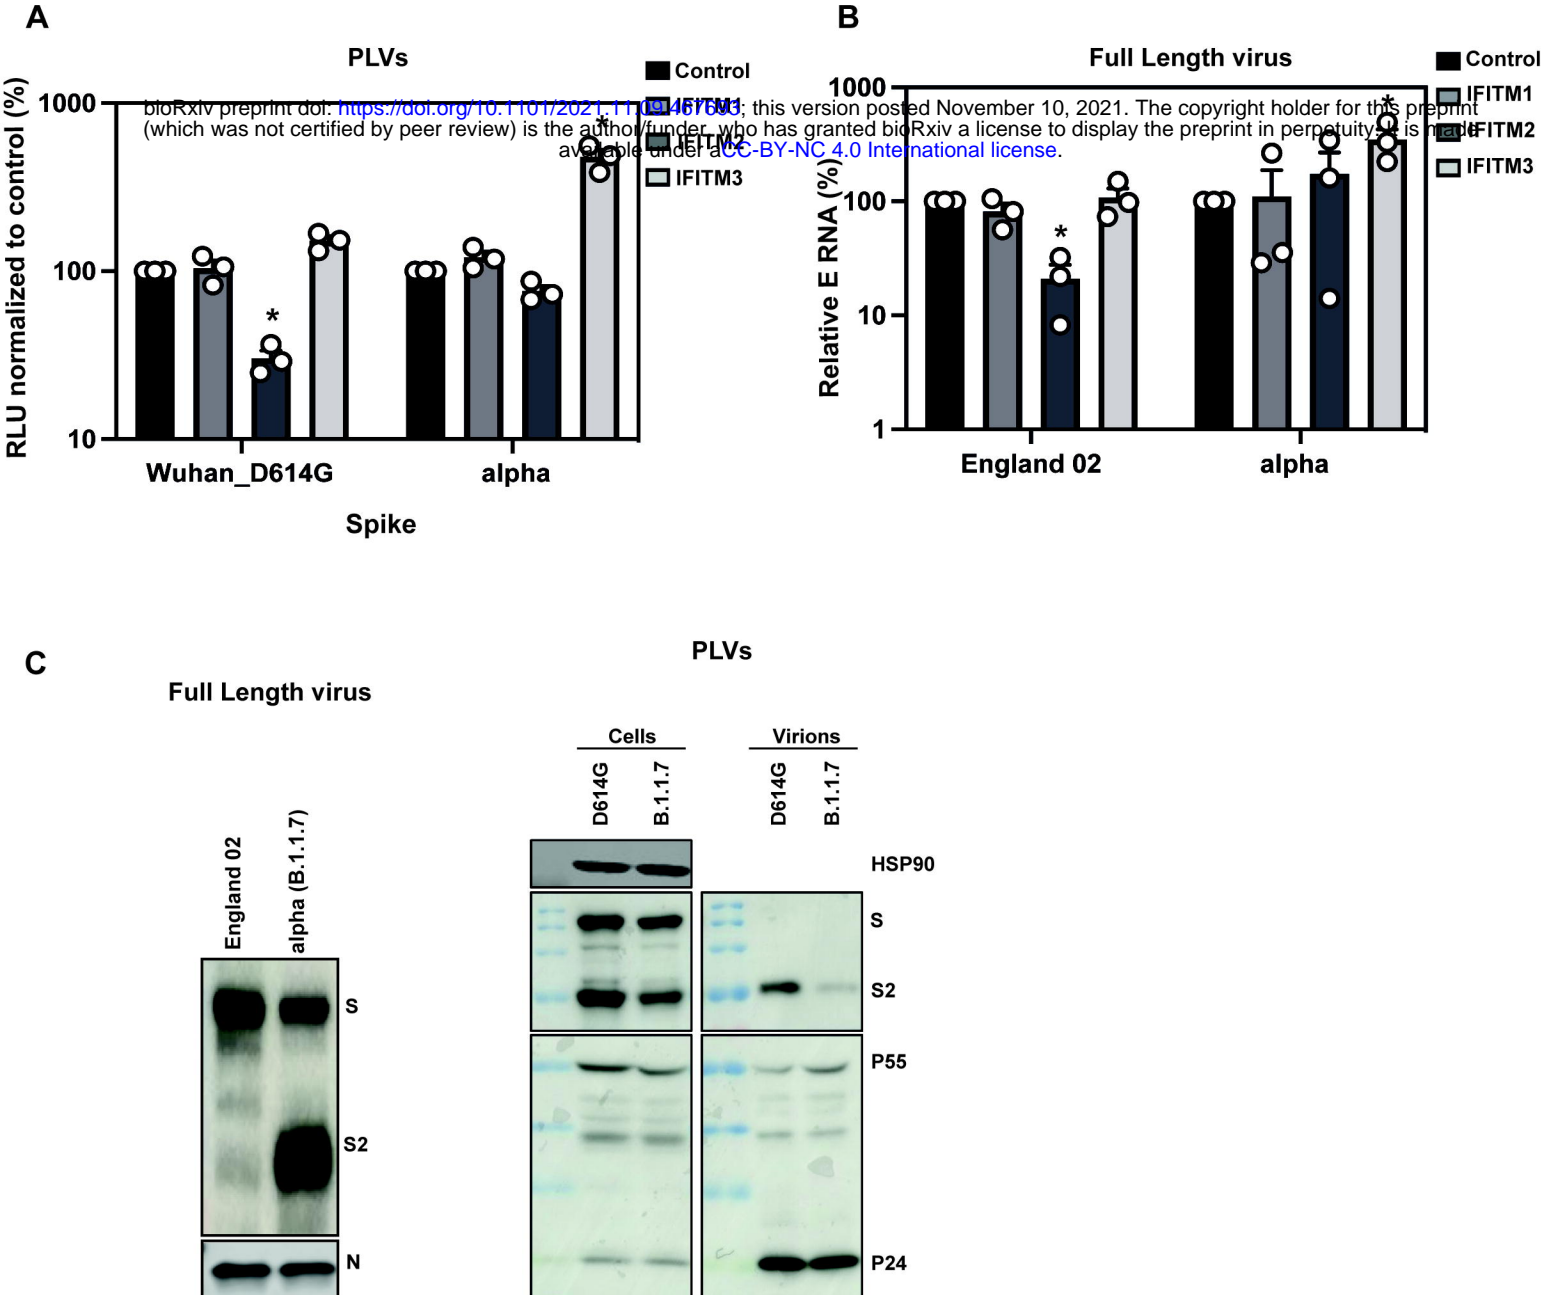 A
PLVs
RLU normalized to control (%)
1000
100
10
*
*
Wuhan_D614G
alpha
Spike
Control
IFITM1
IFITM2
IFITM3
bioRxiv preprint doi: https://doi.org/10.1101/2021.11.09.467693; this version posted November 10, 2021. The copyright holder for this preprint
(which was not certified by peer review) is the author/funder, who has granted bioRxiv a license to display the preprint in perpetuity. It is made
available under aCC-BY-NC 4.0 International license.
B
Full Length virus
Relative E RNA (%)
1000
100
10
1
*
*
England 02
alpha
Control
IFITM1
IFITM2
IFITM3
C
Full Length virus
England 02
alpha (B.1.1.7)
S
S2
N
PLVs
Cells
Virions
D614G
B.1.1.7
D614G
B.1.1.7
HSP90
S
S2
P55
P24